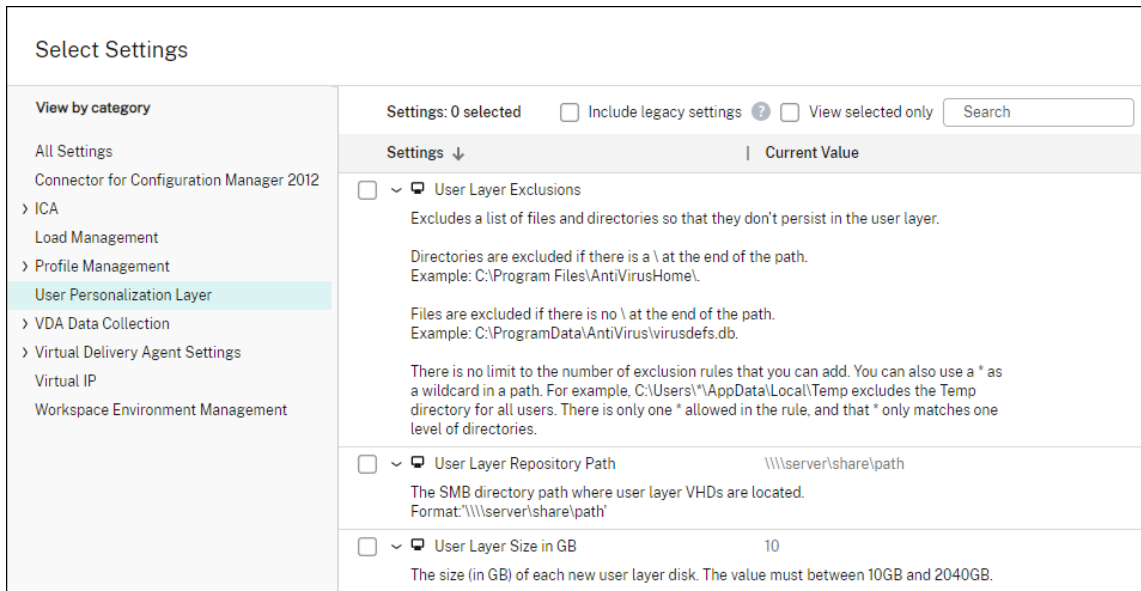 Select Settings
View by category
All Settings
Connector for Configuration Manager 2012
ICA
Load Management
Profile Management
User Personalization Layer
VDA Data Collection
Virtual Delivery Agent Settings
Virtual IP
Workspace Environment Management
Settings: 0 selected
Include legacy settings ?
View selected only
Search
Settings
Current Value
User Layer Exclusions
Excludes a list of files and directories so that they don't persist in the user layer.
Directories are excluded if there is a \ at the end of the path.
Example: C:\Program Files\AntiVirusHome\.
Files are excluded if there is no \ at the end of the path.
Example: C:\ProgramData\AntiVirus\virusdefs.db.
There is no limit to the number of exclusion rules that you can add. You can also use a * as
a wildcard in a path. For example, C:\Users\*\AppData\Local\Temp excludes the Temp
directory for all users. There is only one * allowed in the rule, and that * only matches one
level of directories.
User Layer Repository Path \\\\server\share\path
The SMB directory path where user layer VHDs are located.
Format:'\\\\server\share\path'
User Layer Size in GB 10
The size (in GB) of each new user layer disk. The value must between 10GB and 2040GB.